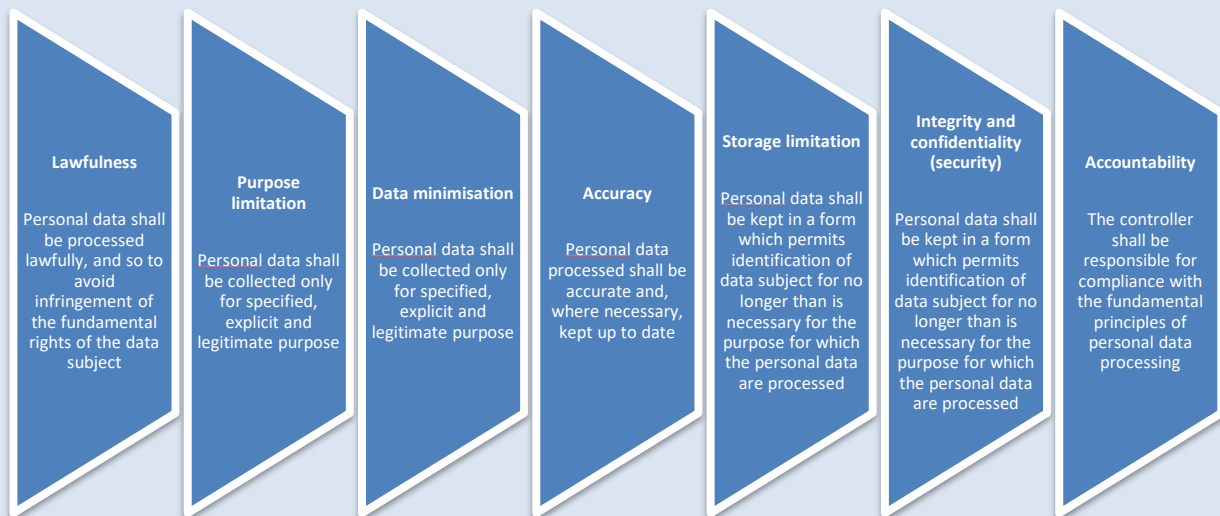 Lawfulness
Personal data shall
be processed
lawfully, and so to
avoid
infringement of
the fundamental
rights of the data
subject
Purpose
limitation
Personal data shall
be collected only
for specified,
explicit and
legitimate purpose
Data minimisation
Personal data shall
be collected only
for specified,
explicit and
legitimate purpose
Accuracy
Personal data
processed shall be
accurate and,
where necessary,
kept up to date
Storage limitation
Personal data shall
be kept in a form
which permits
identification of
data subject for no
longer than is
necessary for the
purpose for which
the personal data
are processed
Integrity and
confidentiality
(security)
Personal data shall
be kept in a form
which permits
identification of
data subject for no
longer than is
necessary for the
purpose for which
the personal data
are processed
Accountability
The controller
shall be
responsible for
compliance with
the fundamental
principles of
personal data
processing